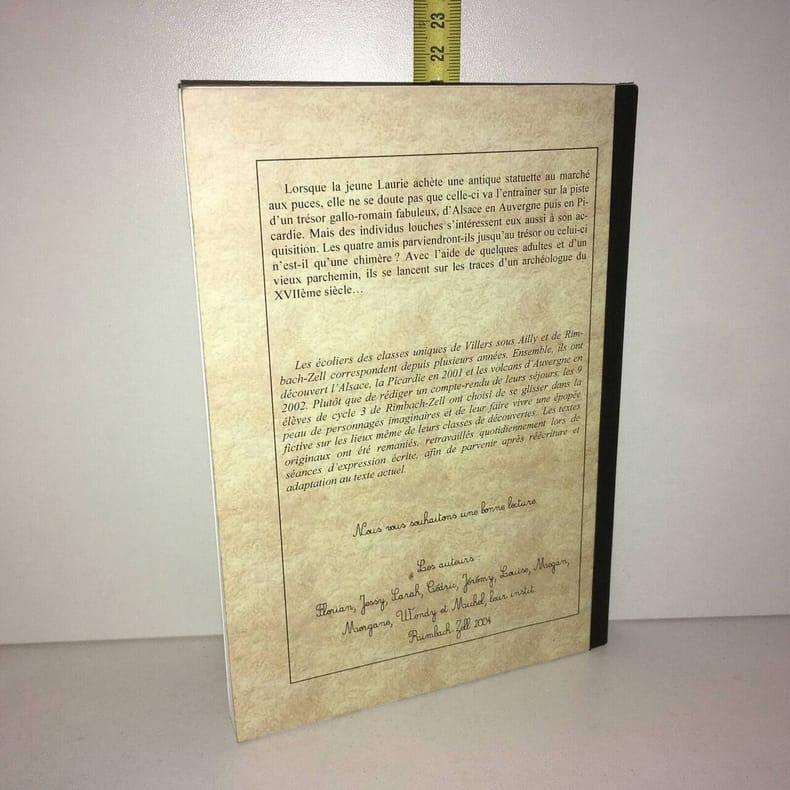 22 23
Lorsque la jeune Laurie achète une antique statuette au marché
aux puces, elle ne se doute pas que celle-ci va l'entraîner sur la piste
d'un trésor gallo-romain fabuleux, d'Alsace en Auvergne puis en Pi-
cardie. Mais des individus louches s'intéressent eux aussi à son ac-
quisition. Les quatre amis parviendront-ils jusqu'au trésor ou celui-ci
n'est-il qu'une chimère ? Avec l'aide de quelques adultes et d'un
vieux parchemin, ils se lancent sur les traces d'un archéologue du
XVIIème siècle...
Les écoliers des classes uniques de Villers sous Ailly et de Rim-
bach-Zell correspondent depuis plusieurs années. Ensemble, ils ont
découvert l'Alsace, la Picardie en 2001 et les volcans d'Auvergne en
2002. Plutôt que de rédiger un compte-rendu de leurs séjours, les 9
élèves de cycle 3 de Rimbach-Zell ont choisi de se glisser dans la
peau de personnages imaginaires et de leur faire vivre une épopée
fictive sur les lieux même de leurs classes de découvertes. Les textes
originaux ont été remaniés, retravaillés quotidiennement lors de
séances d'expression écrite, afin de parvenir après réécriture et
adaptation au texte actuel.
Nous vous souhaitons une bonne lecture.
Les auteurs :
Florian, Jessy, Sarah, Cédric, Jérémy, Louise, Maegan,
Morgane, Wendy et Michel, leur instit.
Rimbach-Zell 2004